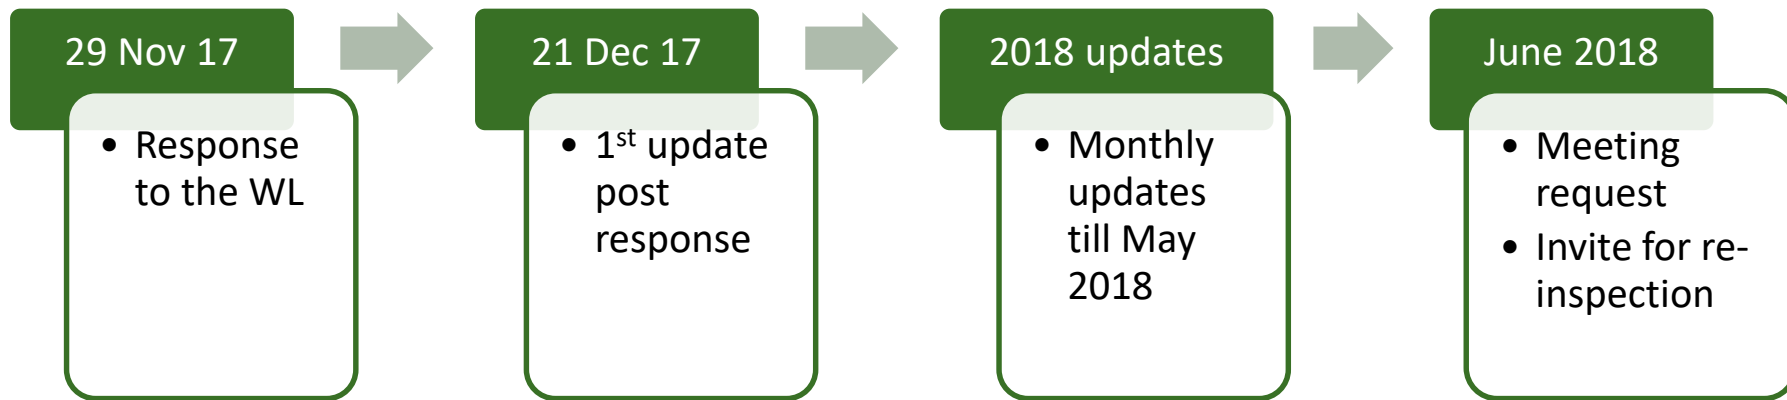 29 Nov 17
• Response
to the WL
21 Dec 17
• 1st update
post
response
2018 updates
• Monthly
updates
till May
2018
June 2018
• Meeting
request
• Invite for re-
inspection